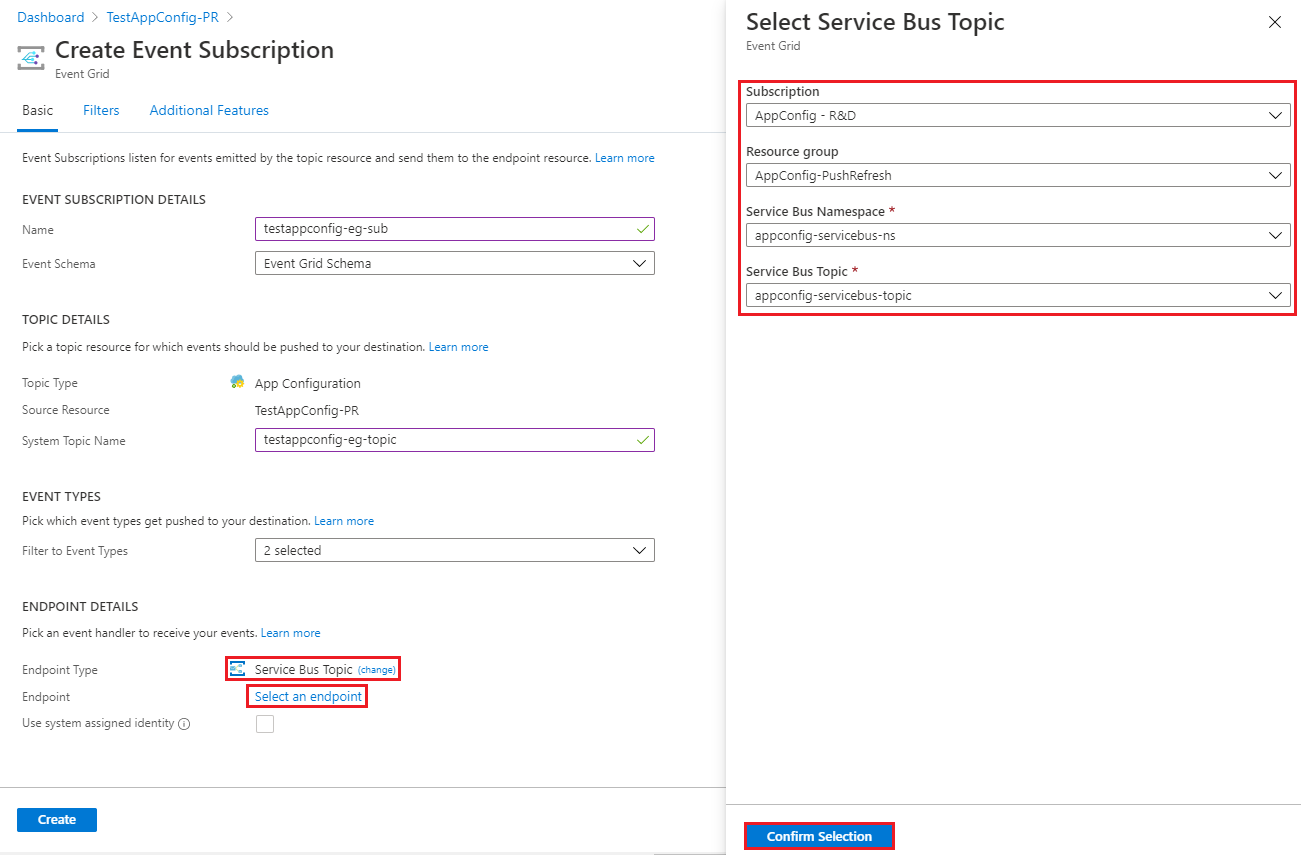 Dashboard > TestAppConfig-PR >
Create Event Subscription
Event Grid
Basic Filters Additional Features
Event Subscriptions listen for events emitted by the topic resource and send them to the endpoint resource. Learn more
EVENT SUBSCRIPTION DETAILS
Name testappconfig-eg-sub
Event Schema Event Grid Schema
TOPIC DETAILS
Pick a topic resource for which events should be pushed to your destination. Learn more
Topic Type App Configuration
Source Resource TestAppConfig-PR
System Topic Name testappconfig-eg-topic
EVENT TYPES
Pick which event types get pushed to your destination. Learn more
Filter to Event Types 2 selected
ENDPOINT DETAILS
Pick an event handler to receive your events. Learn more
Endpoint Type Service Bus Topic (change)
Endpoint Select an endpoint
Use system assigned identity
Create
Select Service Bus Topic
Event Grid
Subscription
AppConfig - R&D
Resource group
AppConfig-PushRefresh
Service Bus Namespace *
appconfig-servicebus-ns
Service Bus Topic *
appconfig-servicebus-topic
Confirm Selection